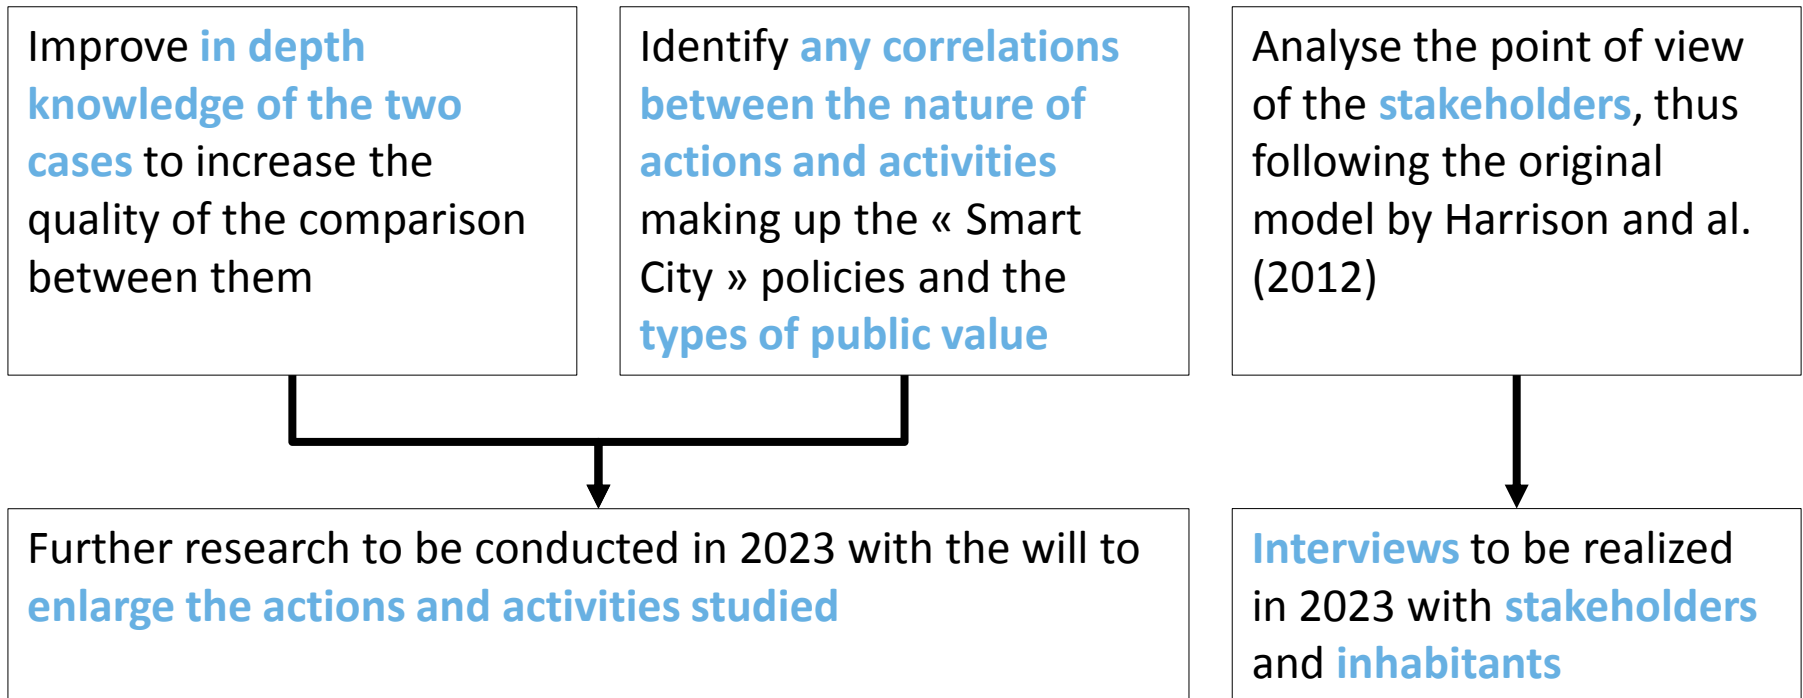 Improve in depth
knowledge of the two
cases to increase the
quality of the comparison
between them
Identify any correlations
between the nature of
actions and activities
making up the « Smart
City » policies and the
types of public value
Analyse the point of view
of the stakeholders, thus
following the original
model by Harrison and al.
(2012)
Further research to be conducted in 2023 with the will to
enlarge the actions and activities studied
Interviews to be realized
in 2023 with stakeholders
and inhabitants